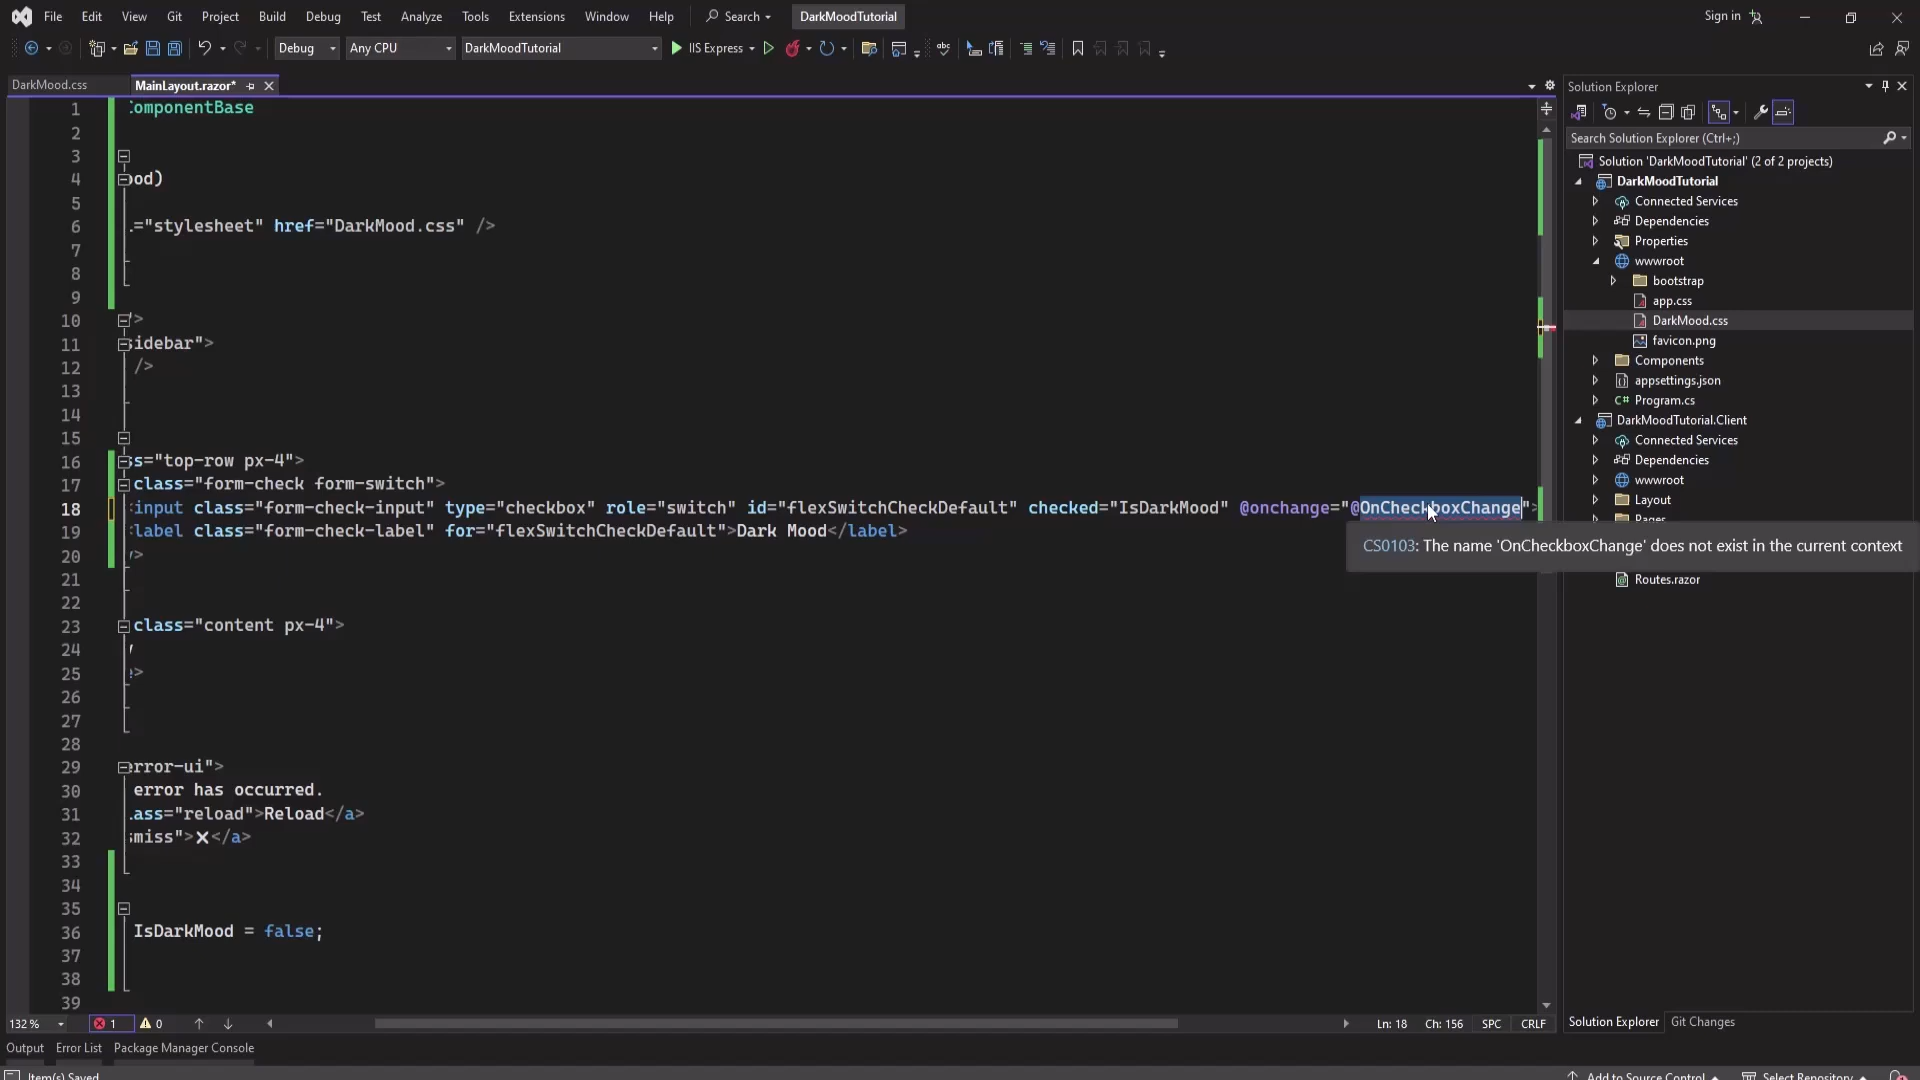 File Edit View Git Project Build Debug Test Analyze Tools Extensions Window Help Search DarkMoodTutorial Sign in
Debug Any CPU DarkMoodTutorial IIS Express
DarkMood.css MainLayout.razor*
1 :omponentBase
2
3
4 ood)
5
6 .="stylesheet" href="DarkMood.css" />
7
8
9
10 '>
11 sidebar">
12 />
13
14
15
16 ss="top-row px-4">
17 class="form-check form-switch">
18 :input class="form-check-input" type="checkbox" role="switch" id="flexSwitchCheckDefault" checked="IsDarkMood" @onchange="@OnCheckboxChange">
19 :label class="form-check-label" for="flexSwitchCheckDefault">Dark Mood</label>
20 />
CS0103: The name 'OnCheckboxChange' does not exist in the current context
21
22
23 class="content px-4">
24 /
25 >
26
27
28
29 error-ui">
30 error has occurred.
31 .ass="reload">Reload</a>
32 smiss">🗙</a>
33
34
35
36 IsDarkMood = false;
37
38
39
132 % 1 0 Ln: 18 Ch: 156 SPC CRLF
Solution Explorer
Search Solution Explorer (Ctrl+;)
Solution 'DarkMoodTutorial' (2 of 2 projects)
DarkMoodTutorial
Connected Services
Dependencies
Properties
wwwroot
bootstrap
app.css
DarkMood.css
favicon.png
Components
appsettings.json
C# Program.cs
DarkMoodTutorial.Client
Connected Services
Dependencies
wwwroot
Layout
Pages
Routes.razor
Solution Explorer Git Changes
Output Error List Package Manager Console
Item(s) Saved Add to Source Control Select Repository